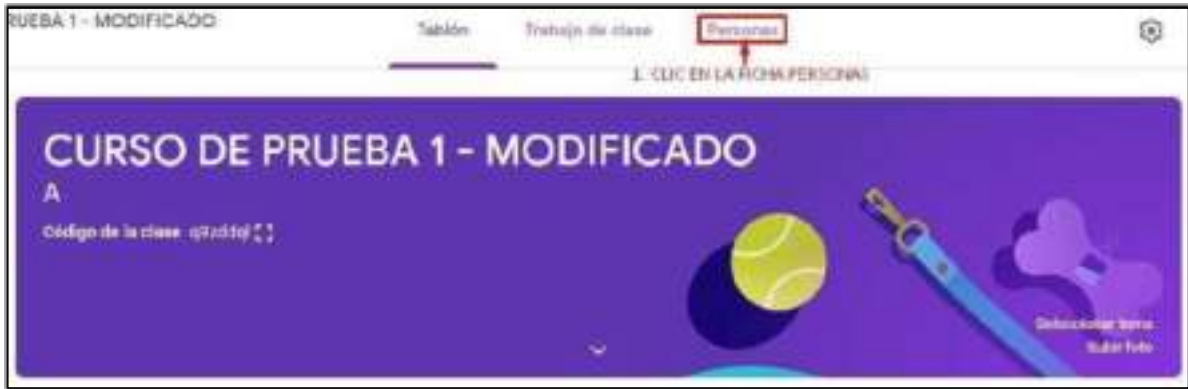 RUEBA 1 - MODIFICADO
Tablón
Trabajo de clase
Personas
1. CLIC EN LA FICHA PERSONAS
CURSO DE PRUEBA 1 - MODIFICADO
A
Código de la clase
Seleccionar tema
Subir foto